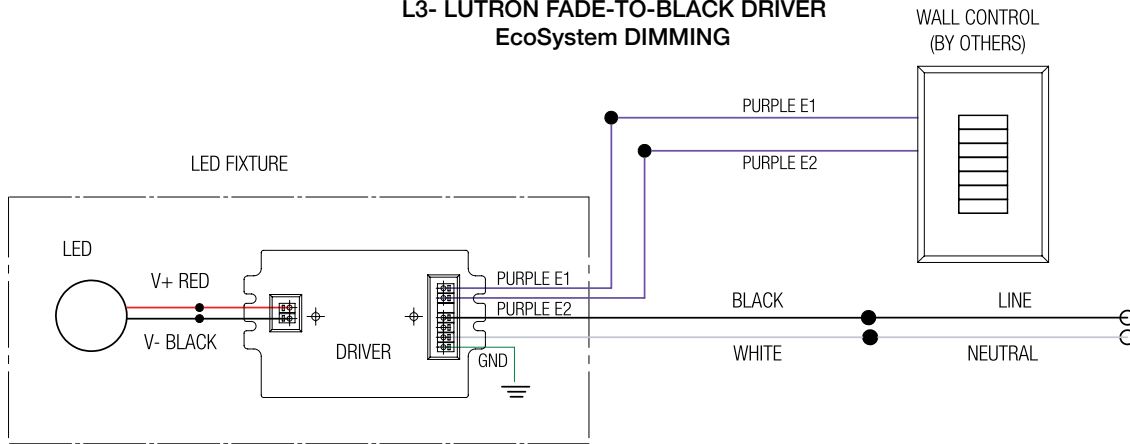 L3- LUTRON FADE-TO-BLACK DRIVER
EcoSystem DIMMING
WALL CONTROL
(BY OTHERS)
PURPLE E1
PURPLE E2
LED FIXTURE
LED
V+ RED
V- BLACK
DRIVER
PURPLE E1
PURPLE E2
GND
BLACK
LINE
WHITE
NEUTRAL